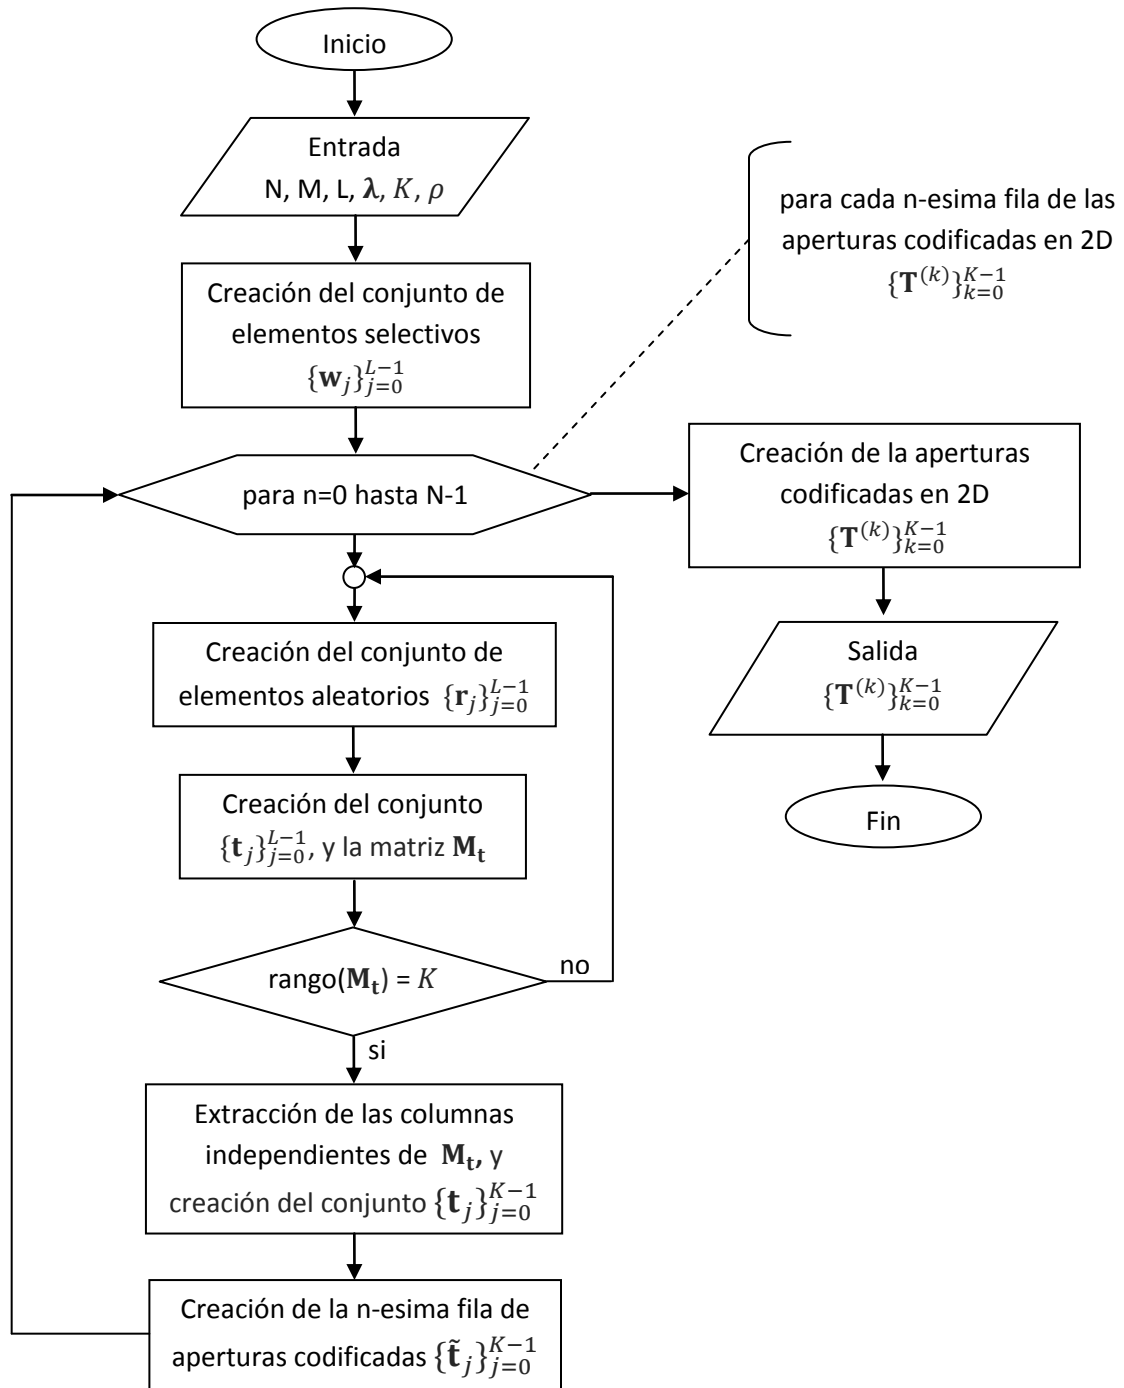 Inicio
Entrada
N, M, L, λ, K, ρ
Creación del conjunto de
elementos selectivos
{w_j}_{j=0}^{L−1}
para n=0 hasta N-1
para cada n-esima fila de las
aperturas codificadas en 2D
{T^{(k)}}_{k=0}^{K−1}
Creación del conjunto de
elementos aleatorios {r_j}_{j=0}^{L−1}
Creación del conjunto
{t_j}_{j=0}^{L−1}, y la matriz M_t
rango(M_t) = K
no
si
Extracción de las columnas
independientes de M_t, y
creación del conjunto {t_j}_{j=0}^{K−1}
Creación de la n-esima fila de
aperturas codificadas {t̃_j}_{j=0}^{K−1}
Creación de la aperturas
codificadas en 2D
{T^{(k)}}_{k=0}^{K−1}
Salida
{T^{(k)}}_{k=0}^{K−1}
Fin